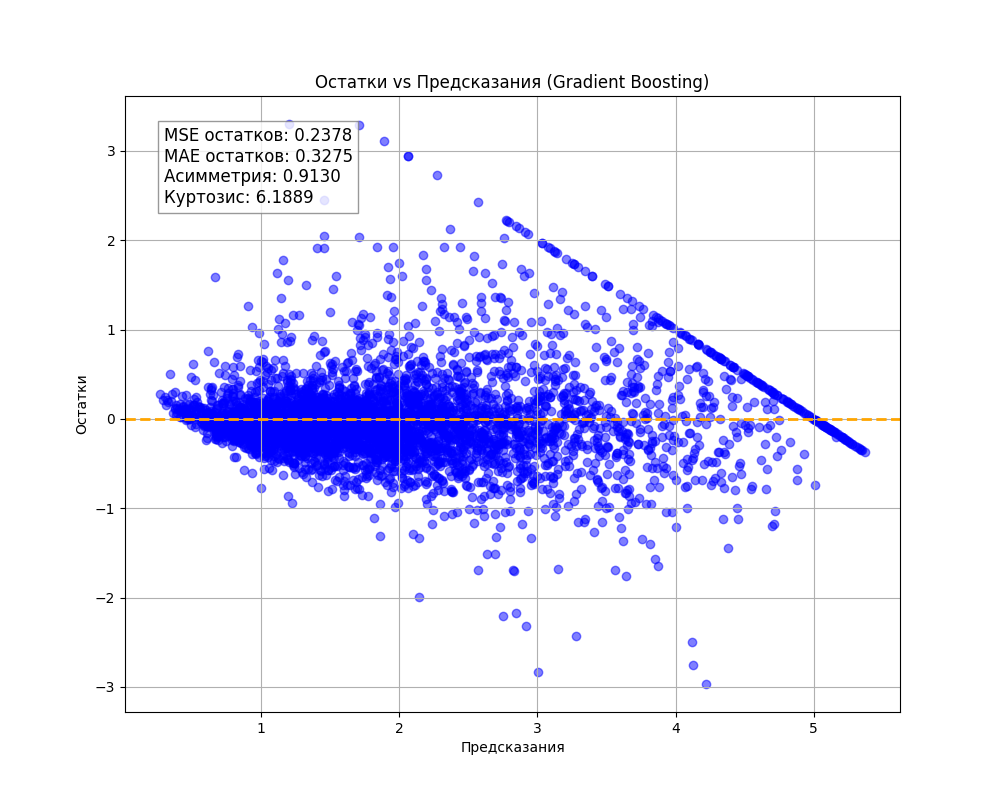 Остатки vs Предсказания (Gradient Boosting)
MSE остатков: 0.2378
MAE остатков: 0.3275
Асимметрия: 0.9130
Куртозис: 6.1889
Остатки
3
2
1
0
−1
−2
−3
1 2 3 4 5
Предсказания